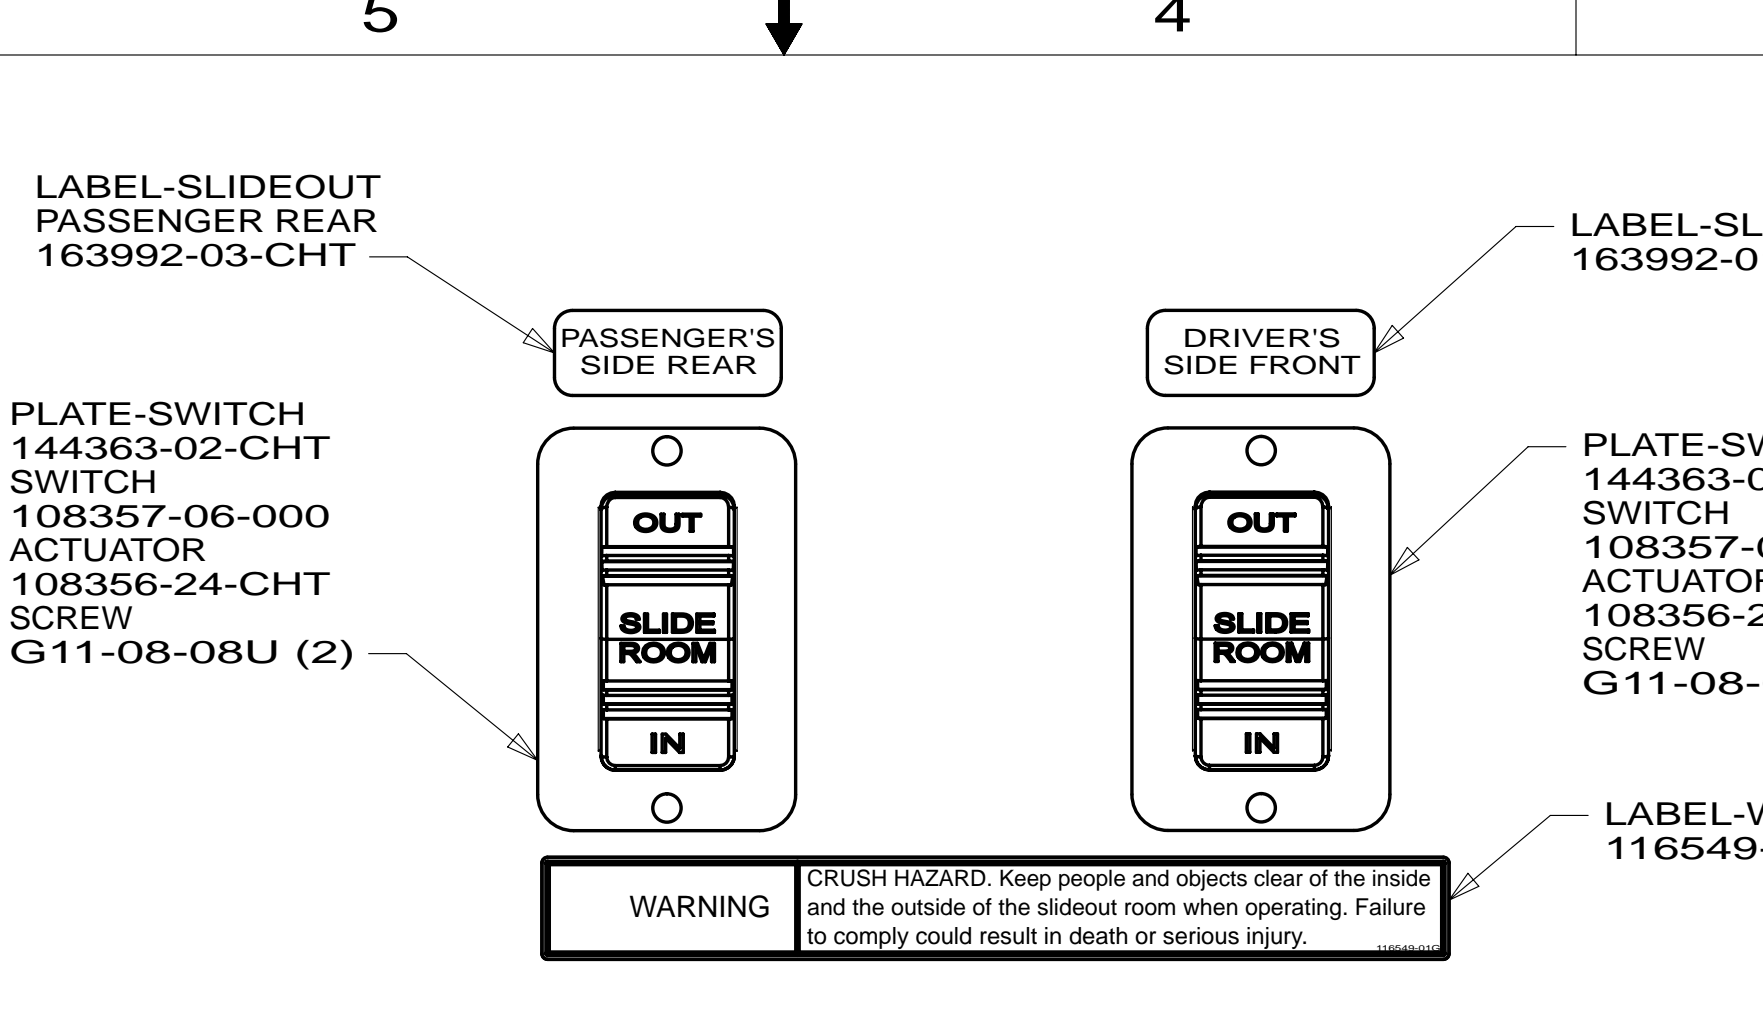 5
4
LABEL-SLIDEOUT
PASSENGER REAR
163992-03-CHT
LABEL-SL
163992-0
PASSENGER'S
SIDE REAR
DRIVER'S
SIDE FRONT
PLATE-SWITCH
144363-02-CHT
SWITCH
108357-06-000
ACTUATOR
108356-24-CHT
SCREW
G11-08-08U (2)
OUT
SLIDE
ROOM
IN
OUT
SLIDE
ROOM
IN
PLATE-SW
144363-0
SWITCH
108357-0
ACTUATOR
108356-2
SCREW
G11-08-
LABEL-W
116549-
WARNING
CRUSH HAZARD. Keep people and objects clear of the inside
and the outside of the slideout room when operating. Failure
to comply could result in death or serious injury.
116549-01G